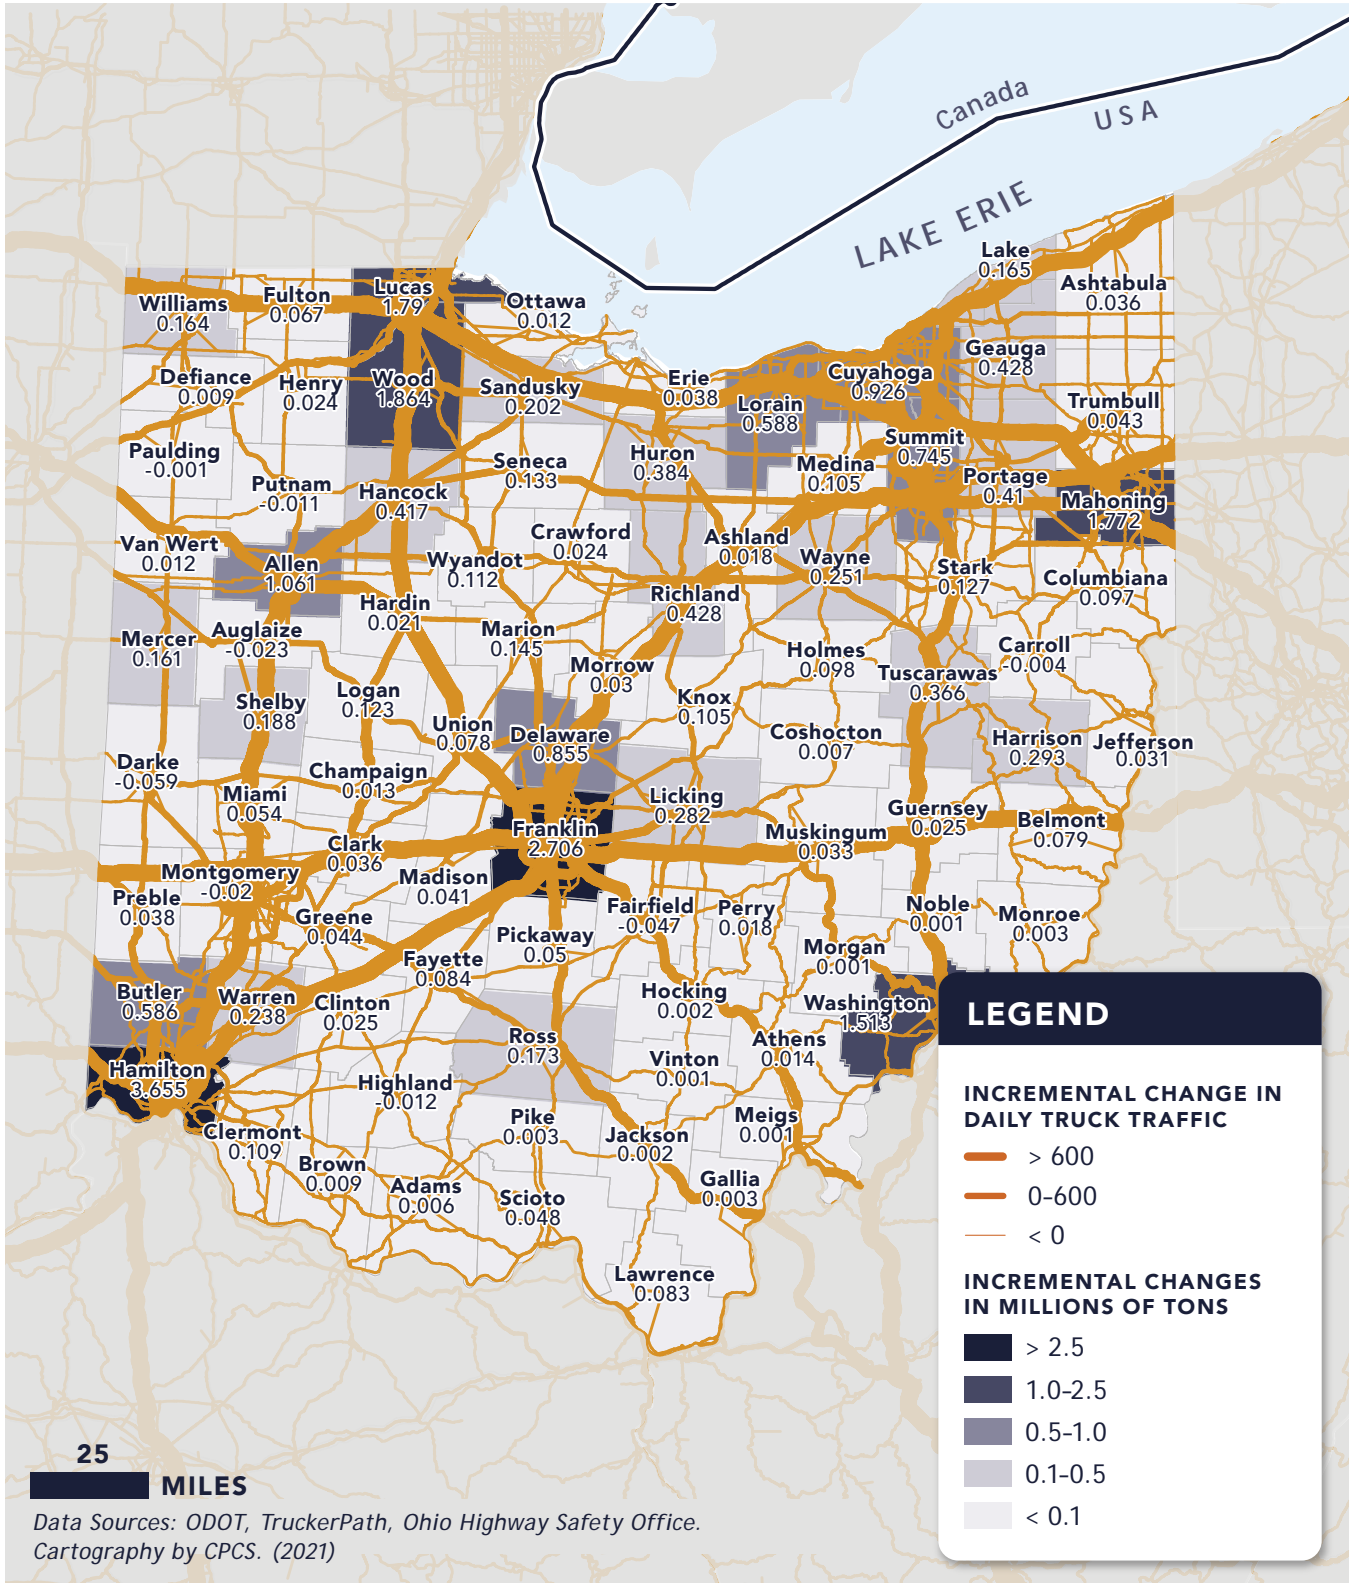 Canada
USA
LAKE ERIE
Lake
0.165
Ashtabula
0.036
Williams
0.164
Fulton
0.067
Lucas
1.79
Ottawa
0.012
Geauga
0.428
Defiance
0.009
Henry
0.024
Wood
1.864
Sandusky
0.202
Erie
0.038
Lorain
0.588
Cuyahoga
0.926
Trumbull
0.043
Paulding
-0.001
Putnam
-0.011
Hancock
0.417
Seneca
0.133
Huron
0.384
Medina
0.105
Summit
0.745
Portage
0.41
Mahoning
1.772
Van Wert
0.012
Allen
1.061
Wyandot
0.112
Crawford
0.024
Ashland
0.018
Wayne
0.251
Stark
0.127
Columbiana
0.097
Hardin
0.021
Richland
0.428
Mercer
0.161
Auglaize
-0.023
Marion
0.145
Morrow
0.03
Holmes
0.098
Tuscarawas
0.366
Carroll
-0.004
Shelby
0.188
Logan
0.123
Union
0.078
Delaware
0.855
Knox
0.105
Coshocton
0.007
Harrison
0.293
Jefferson
0.031
Darke
-0.059
Miami
0.054
Champaign
0.013
Licking
0.282
Franklin
2.706
Muskingum
0.033
Guernsey
0.025
Belmont
0.079
Clark
0.036
Montgomery
-0.02
Madison
0.041
Preble
0.038
Greene
0.044
Fairfield
-0.047
Perry
0.018
Noble
0.001
Monroe
0.003
Pickaway
0.05
Morgan
0.001
Fayette
0.084
Butler
0.586
Warren
0.238
Clinton
0.025
Hocking
0.002
Washington
1.513
Ross
0.173
Athens
0.014
Vinton
0.001
Hamilton
3.655
Highland
-0.012
Pike
0.003
Meigs
0.001
Clermont
0.109
Jackson
0.002
Brown
0.009
Adams
0.006
Scioto
0.048
Gallia
0.003
Lawrence
0.083
LEGEND
INCREMENTAL CHANGE IN
DAILY TRUCK TRAFFIC
> 600
0–600
< 0
INCREMENTAL CHANGES
IN MILLIONS OF TONS
> 2.5
1.0–2.5
0.5–1.0
0.1–0.5
< 0.1
25
MILES
Data Sources: ODOT, TruckerPath, Ohio Highway Safety Office.
Cartography by CPCS. (2021)